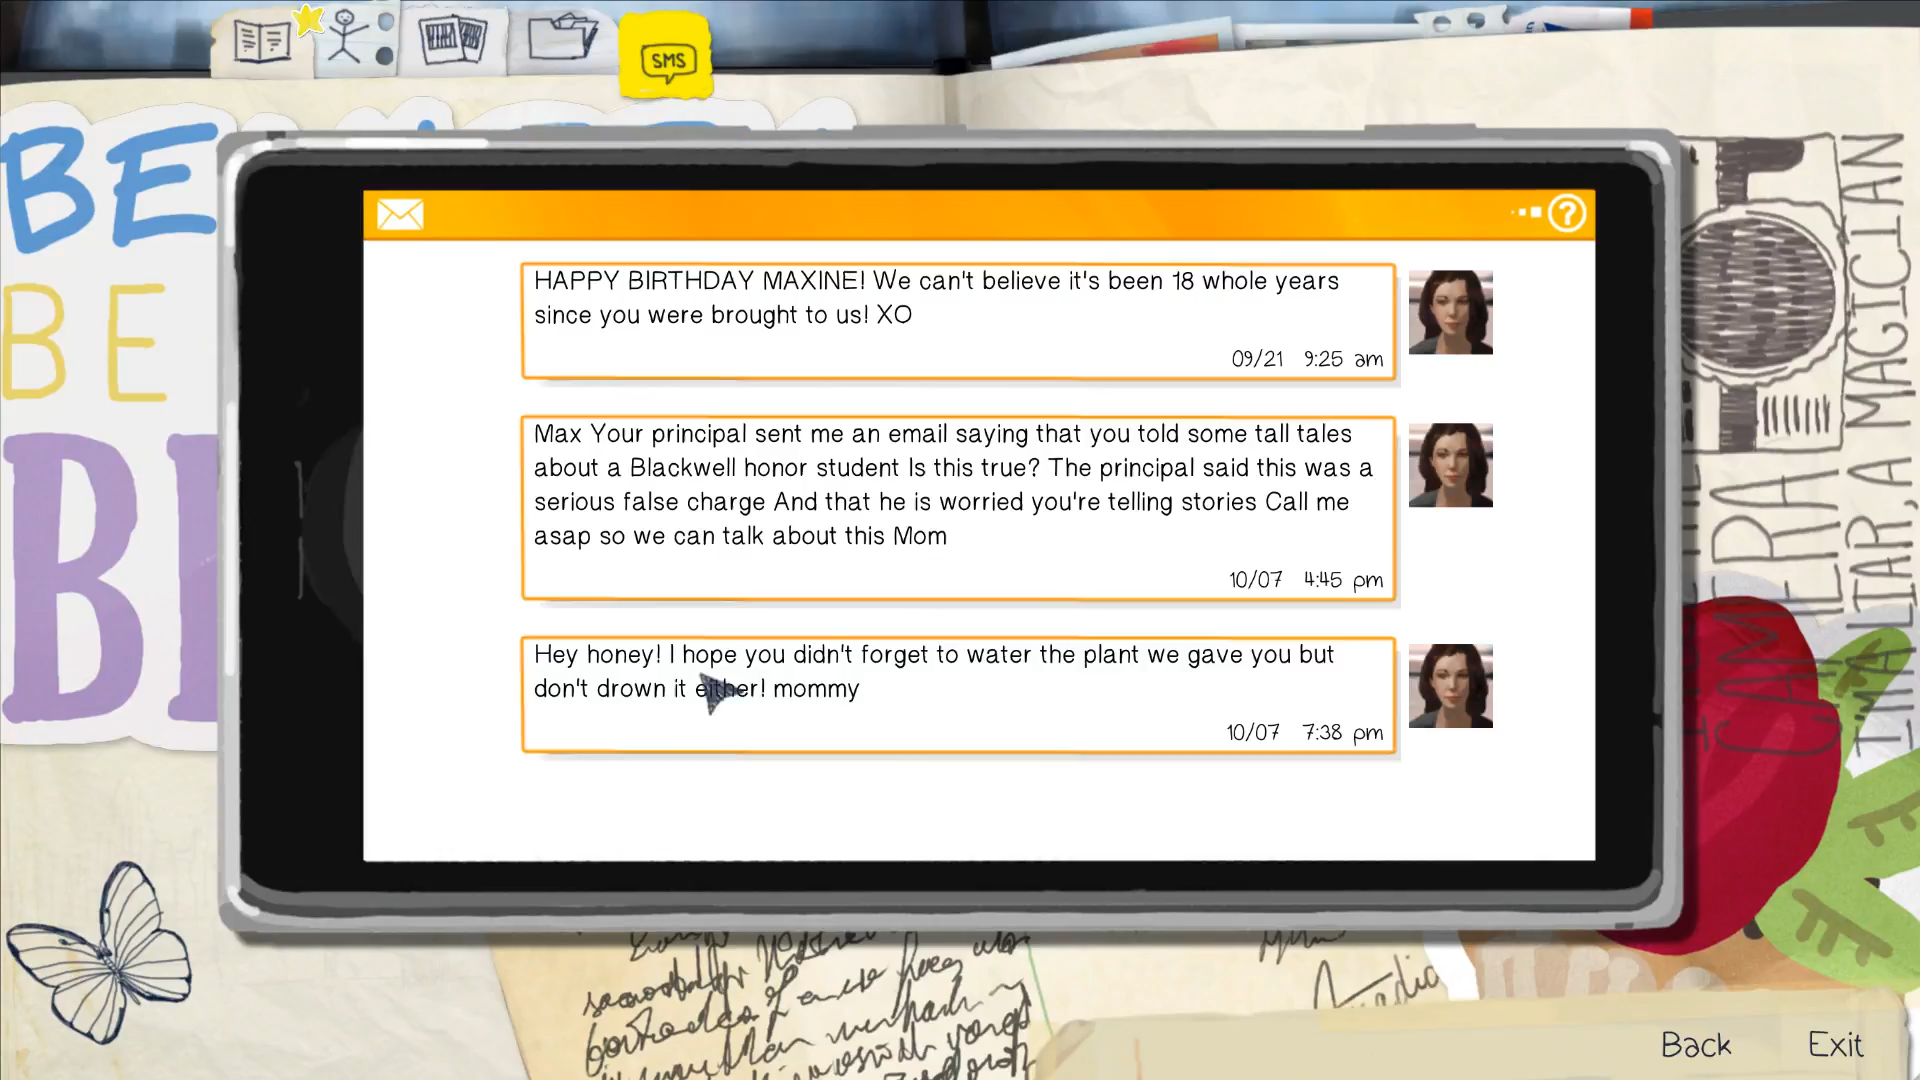 SMS
BE
BE
HAPPY BIRTHDAY MAXINE! We can't believe it's been 18 whole years
since you were brought to us! XO
09/21 9:25 am
Max Your principal sent me an email saying that you told some tall tales
about a Blackwell honor student Is this true? The principal said this was a
serious false charge And that he is worried you're telling stories Call me
asap so we can talk about this Mom
10/07 4:45 pm
Hey honey! I hope you didn't forget to water the plant we gave you but
don't drown it either! mommy
10/07 7:38 pm
CAMERA
I'M A LIAR, A MAGICIAN
Back Exit